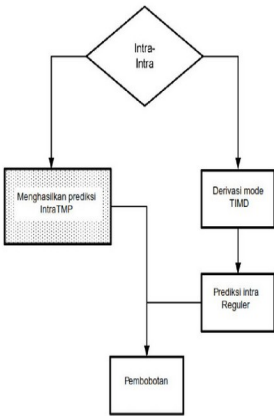 Intra-
Intra
Menghasilkan prediksi
IntraTMP
Derivasi mode
TIMD
Prediksi intra
Reguler
Pembobotan